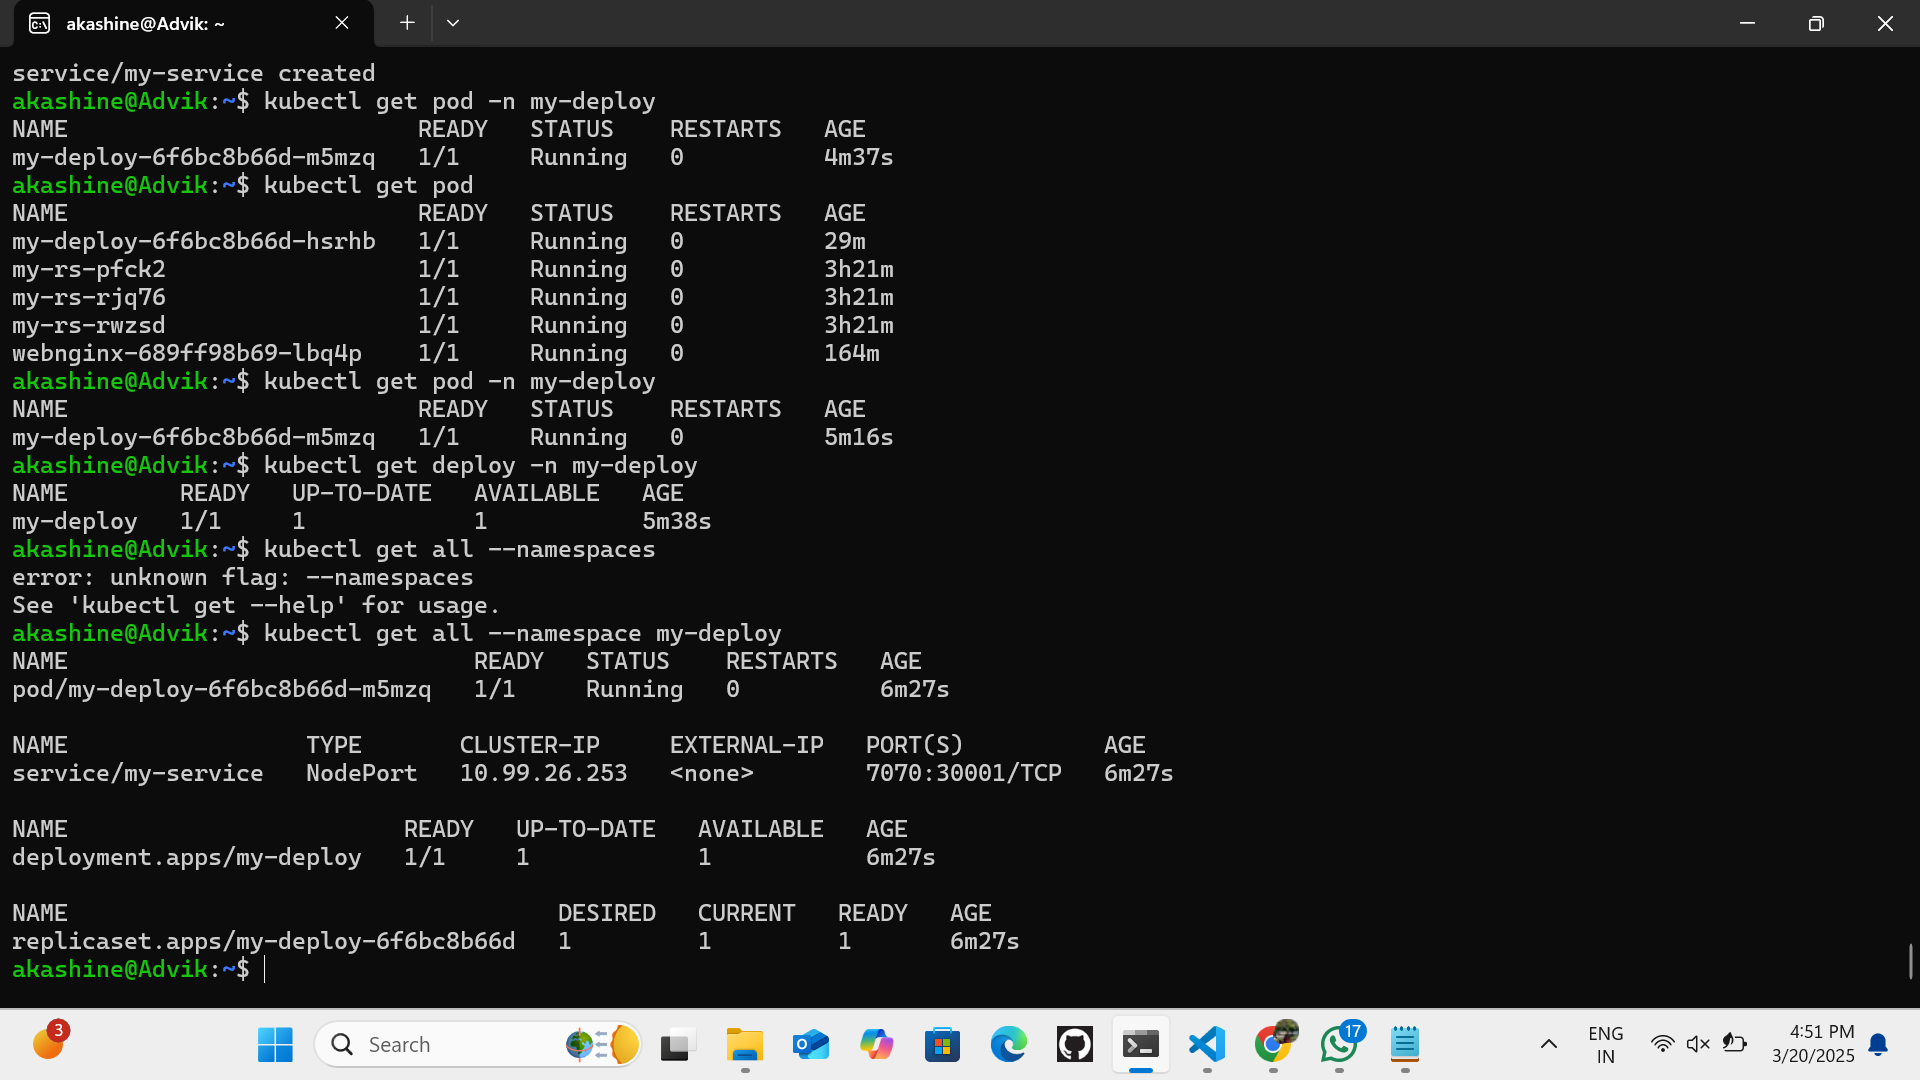 akashine@Advik: ~
service/my-service created
akashine@Advik:~$ kubectl get pod -n my-deploy
NAME READY STATUS RESTARTS AGE
my-deploy-6f6bc8b66d-m5mzq 1/1 Running 0 4m37s
akashine@Advik:~$ kubectl get pod
NAME READY STATUS RESTARTS AGE
my-deploy-6f6bc8b66d-hsrhb 1/1 Running 0 29m
my-rs-pfck2 1/1 Running 0 3h21m
my-rs-rjq76 1/1 Running 0 3h21m
my-rs-rwzsd 1/1 Running 0 3h21m
webnginx-689ff98b69-lbq4p 1/1 Running 0 164m
akashine@Advik:~$ kubectl get pod -n my-deploy
NAME READY STATUS RESTARTS AGE
my-deploy-6f6bc8b66d-m5mzq 1/1 Running 0 5m16s
akashine@Advik:~$ kubectl get deploy -n my-deploy
NAME READY UP-TO-DATE AVAILABLE AGE
my-deploy 1/1 1 1 5m38s
akashine@Advik:~$ kubectl get all --namespaces
error: unknown flag: --namespaces
See 'kubectl get --help' for usage.
akashine@Advik:~$ kubectl get all --namespace my-deploy
NAME READY STATUS RESTARTS AGE
pod/my-deploy-6f6bc8b66d-m5mzq 1/1 Running 0 6m27s
NAME TYPE CLUSTER-IP EXTERNAL-IP PORT(S) AGE
service/my-service NodePort 10.99.26.253 <none> 7070:30001/TCP 6m27s
NAME READY UP-TO-DATE AVAILABLE AGE
deployment.apps/my-deploy 1/1 1 1 6m27s
NAME DESIRED CURRENT READY AGE
replicaset.apps/my-deploy-6f6bc8b66d 1 1 1 6m27s
akashine@Advik:~$
3
Search
17
ENG
IN
4:51 PM
3/20/2025